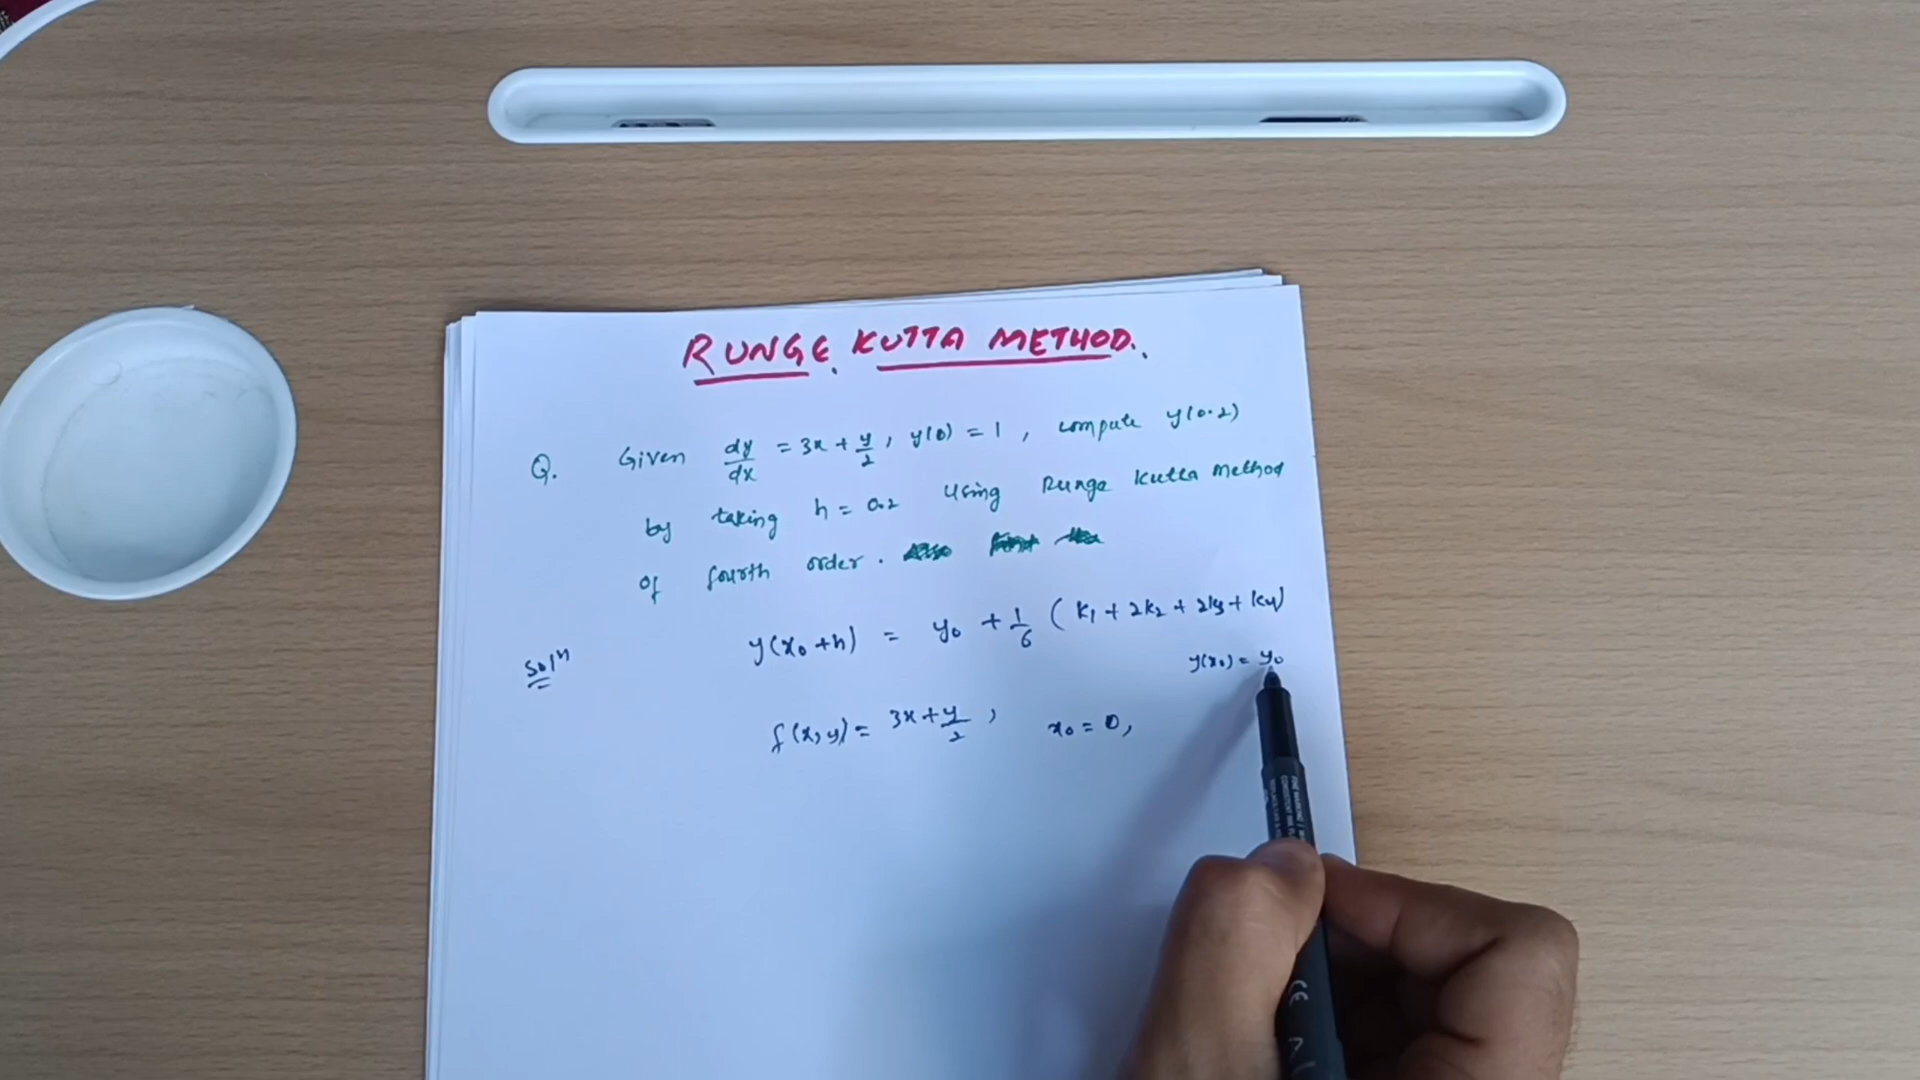 RUNGE KUTTA METHOD.
Q. Given dy/dx = 3x + y/2, y(0) = 1, compute y(0.2)
by taking h = 0.2 using Runge Kutta Method
of fourth order.
Solⁿ y(x₀+h) = y₀ + 1/6 (k₁ + 2k₂ + 2k₃ + k₄)
y(x₀) = y₀
f(x,y) = 3x + y/2, x₀ = 0,
CE